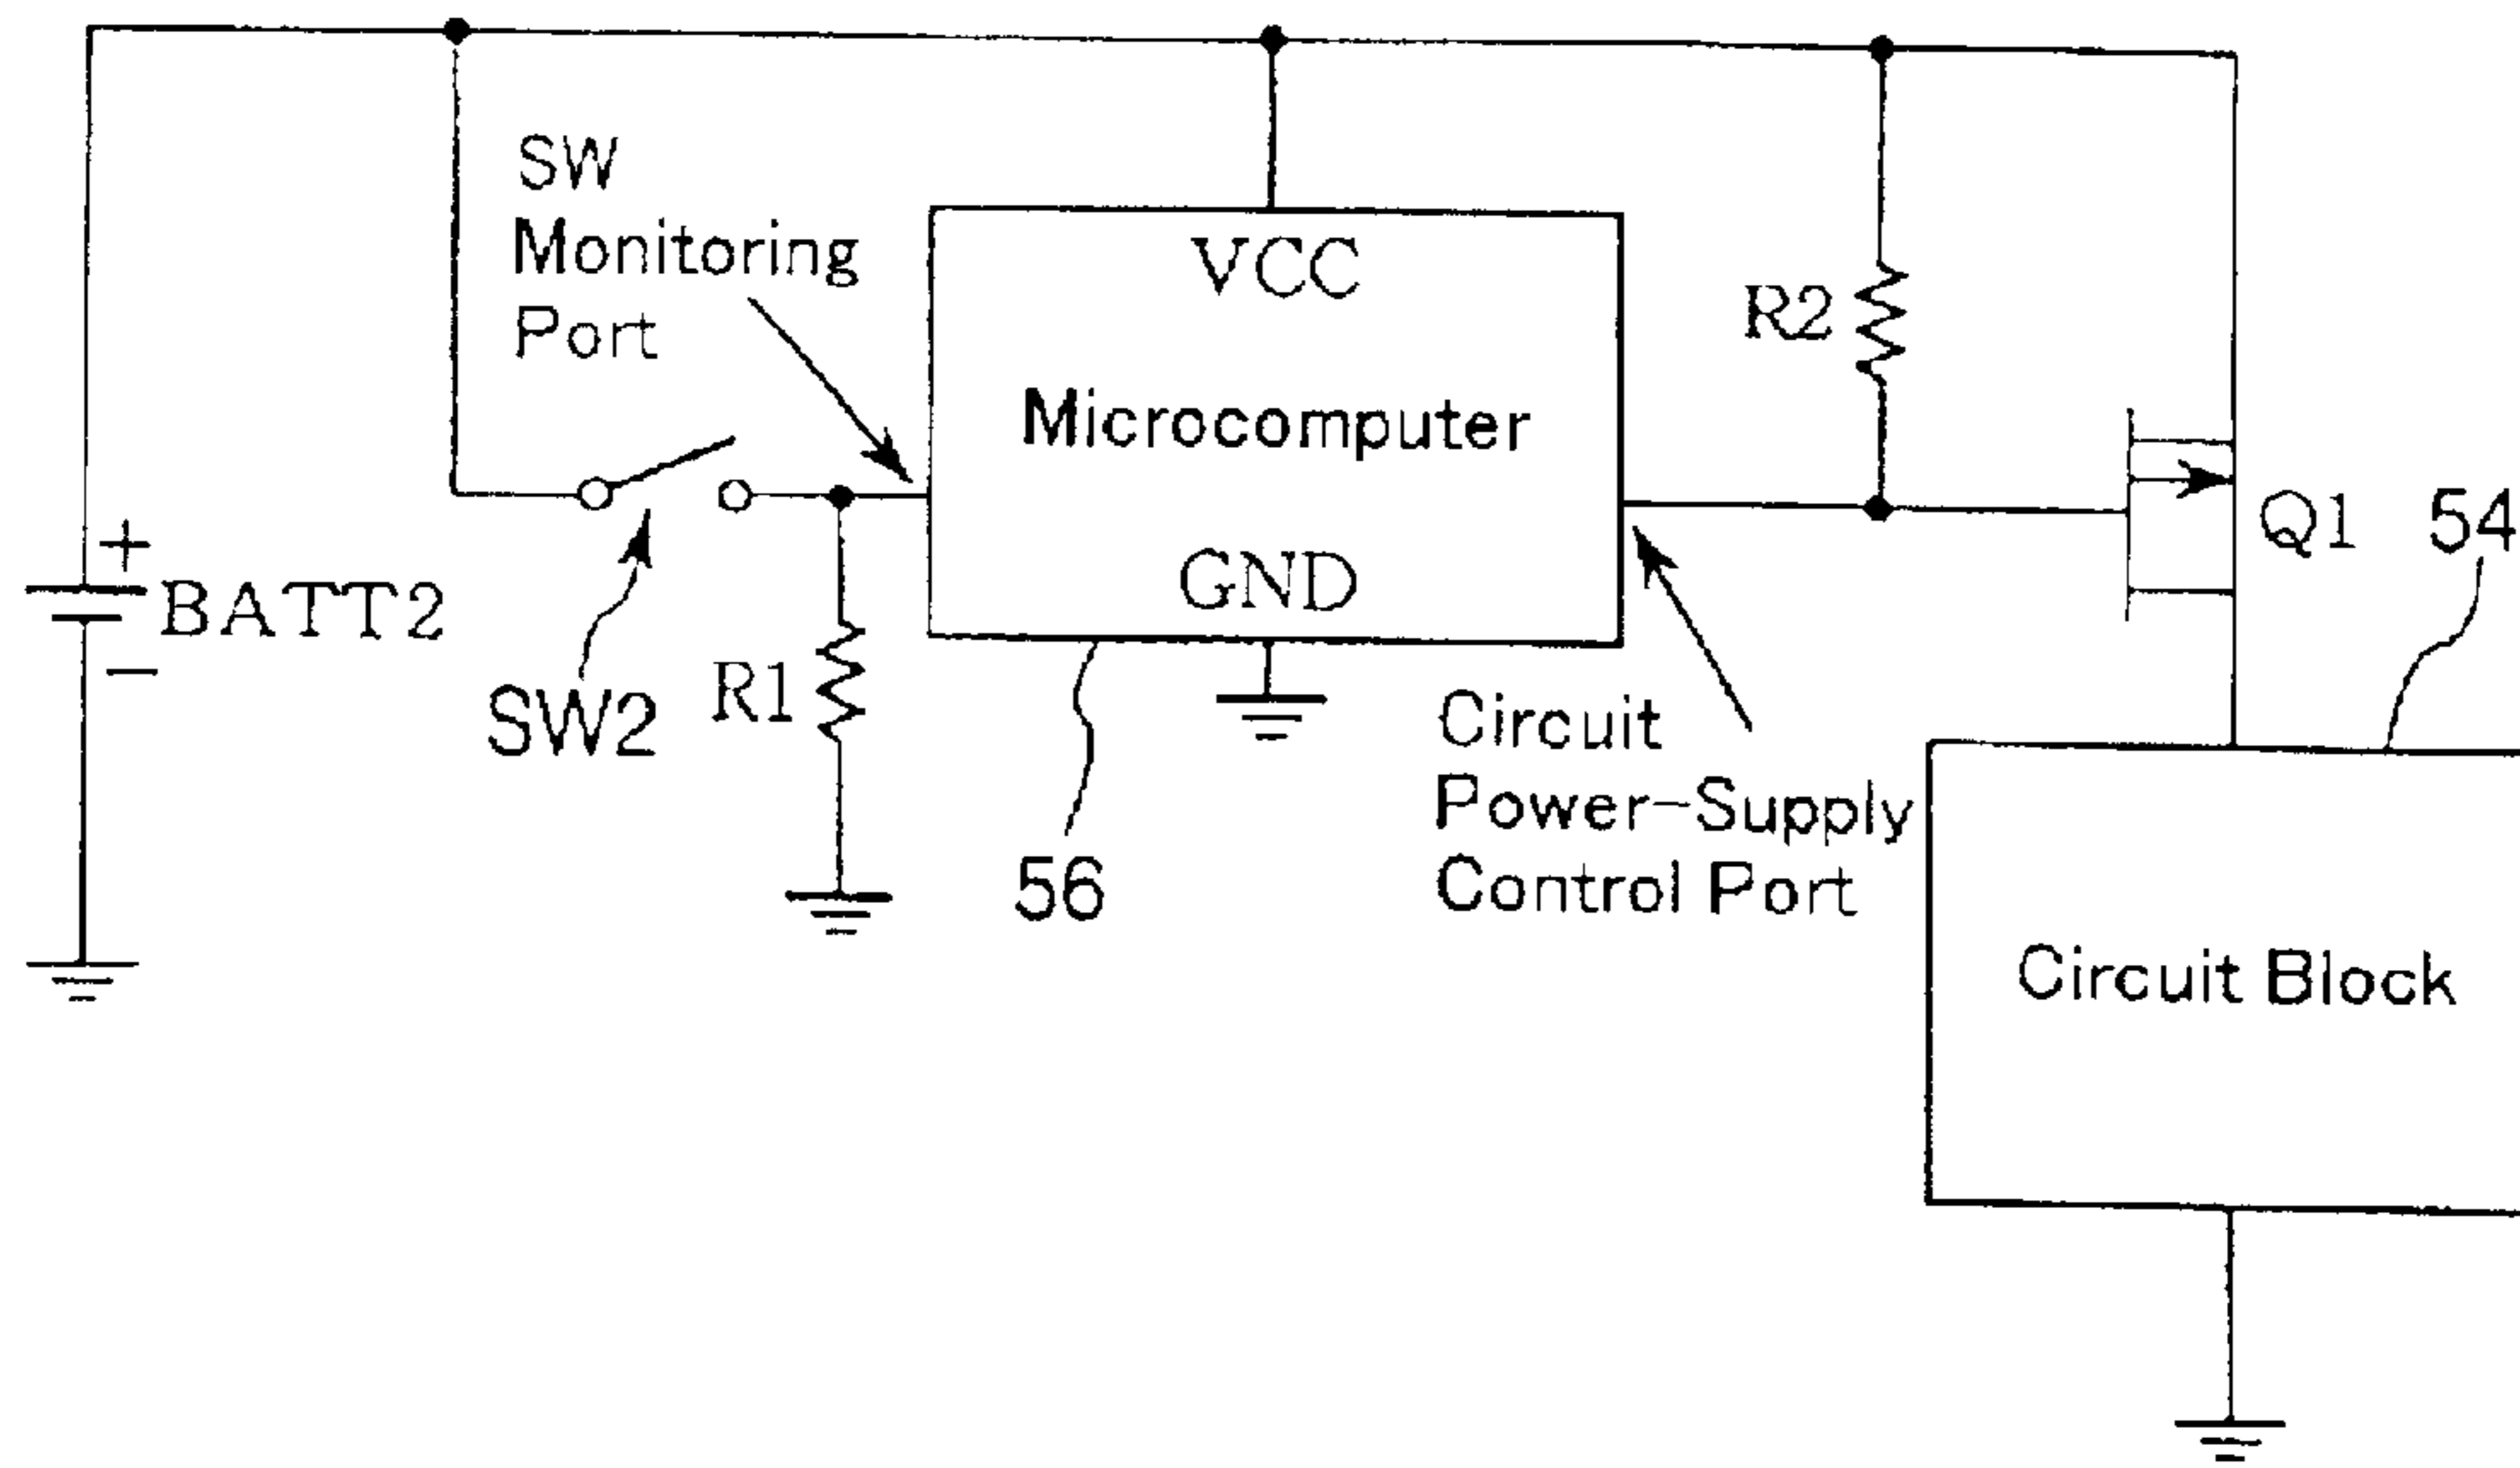 SW
Monitoring
Port
VCC
Microcomputer
GND
R2
Q1
54
+
BATT2
−
SW2
R1
56
Circuit
Power-Supply
Control Port
Circuit Block